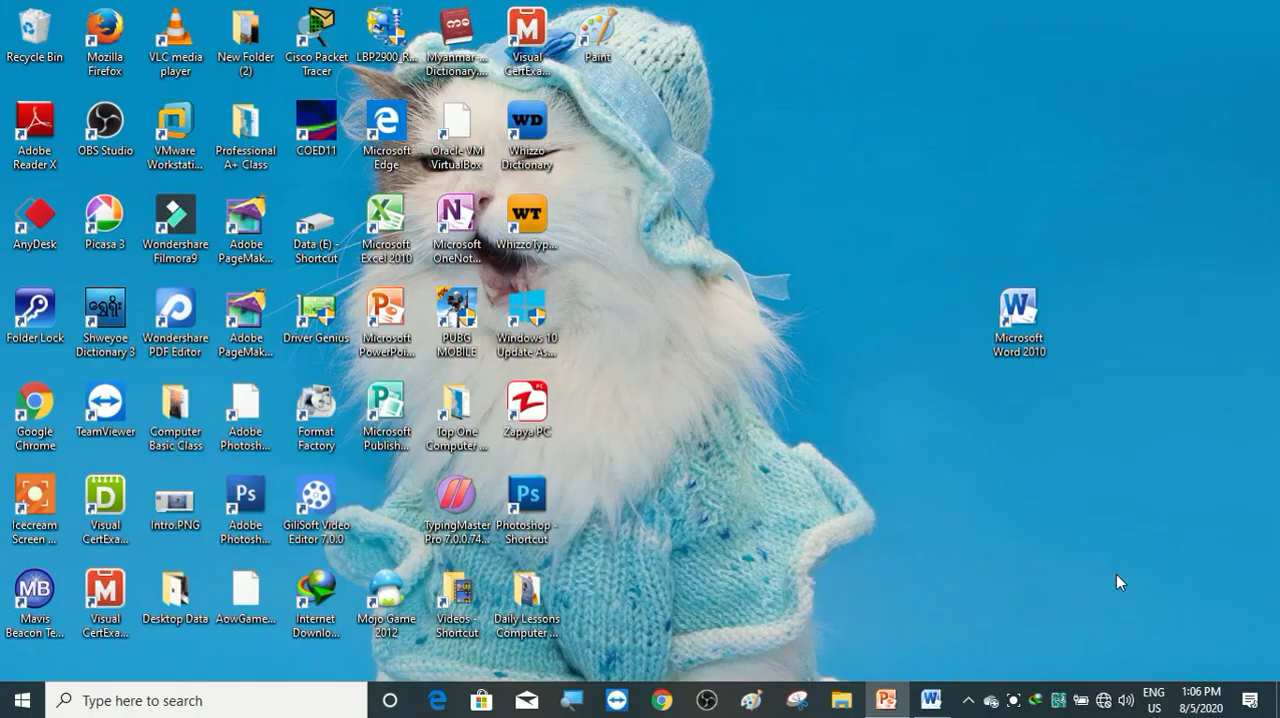 Recycle Bin
Mozilla
Firefox
VLC media
player
New Folder
(2)
Cisco Packet
Tracer
LBP2900_R...
Myanmar-...
Dictionary....
Visual
CertExa...
Paint
Adobe
Reader X
OBS Studio
VMware
Workstati...
Professional
A+ Class
COED11
Microsoft
Edge
Oracle VM
VirtualBox
WD
Whizzo
Dictionary
AnyDesk
Picasa 3
Wondershare
Filmora9
Adobe
PageMak...
Data (E) -
Shortcut
Microsoft
Excel 2010
Microsoft
OneNot...
WT
WhizzoTyp...
Folder Lock
Shweyoe
Dictionary 3
Wondershare
PDF Editor
Adobe
PageMak...
Driver Genius
Microsoft
PowerPoi...
PUBG
MOBILE
Windows 10
Update As...
Microsoft
Word 2010
Google
Chrome
TeamViewer
Computer
Basic Class
Adobe
Photosh...
Format
Factory
Microsoft
Publish...
Top One
Computer ...
Zapya PC
Icecream
Screen ...
Visual
CertExa...
Intro.PNG
Ps
Adobe
Photosh...
GiliSoft Video
Editor 7.0.0
TypingMaster
Pro 7.0.0.74...
Ps
Photoshop -
Shortcut
MB
Mavis
Beacon Te...
Visual
CertExa...
Desktop Data
AowGame...
Internet
Downlo...
Mojo Game
2012
Videos -
Shortcut
Daily Lessons
Computer ...
Type here to search
ENG
US
1:06 PM
8/5/2020